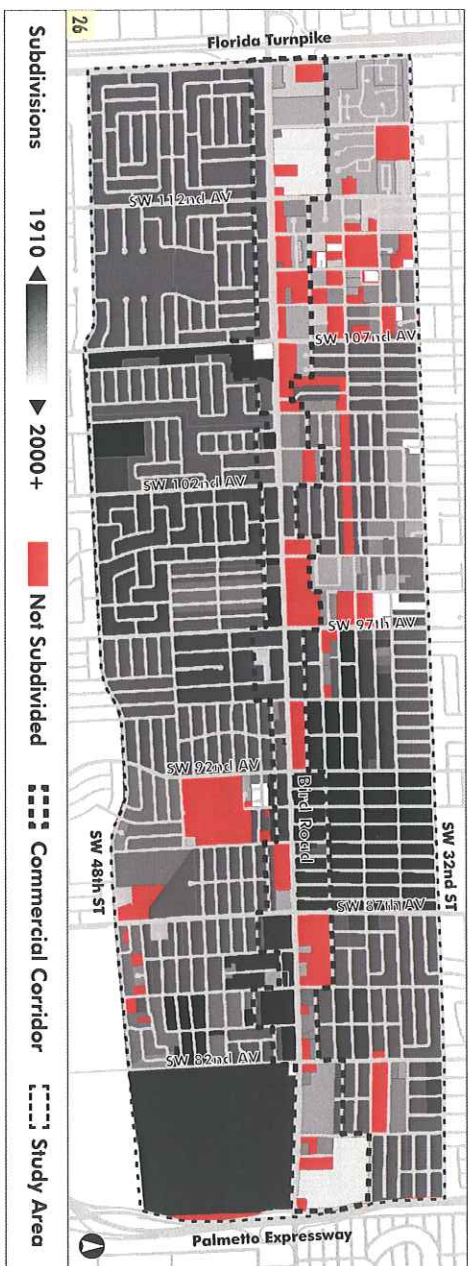 Florida Turnpike
SW 112nd AV
SW 107nd AV
SW 102nd AV
SW 97th AV
SW 92nd AV
Bird Road
SW 32nd ST
SW 48th ST
SW 87th AV
SW 82nd AV
Palmetto Expressway
26
Subdivisions 1910 2000+ Not Subdivided Commercial Corridor Study Area